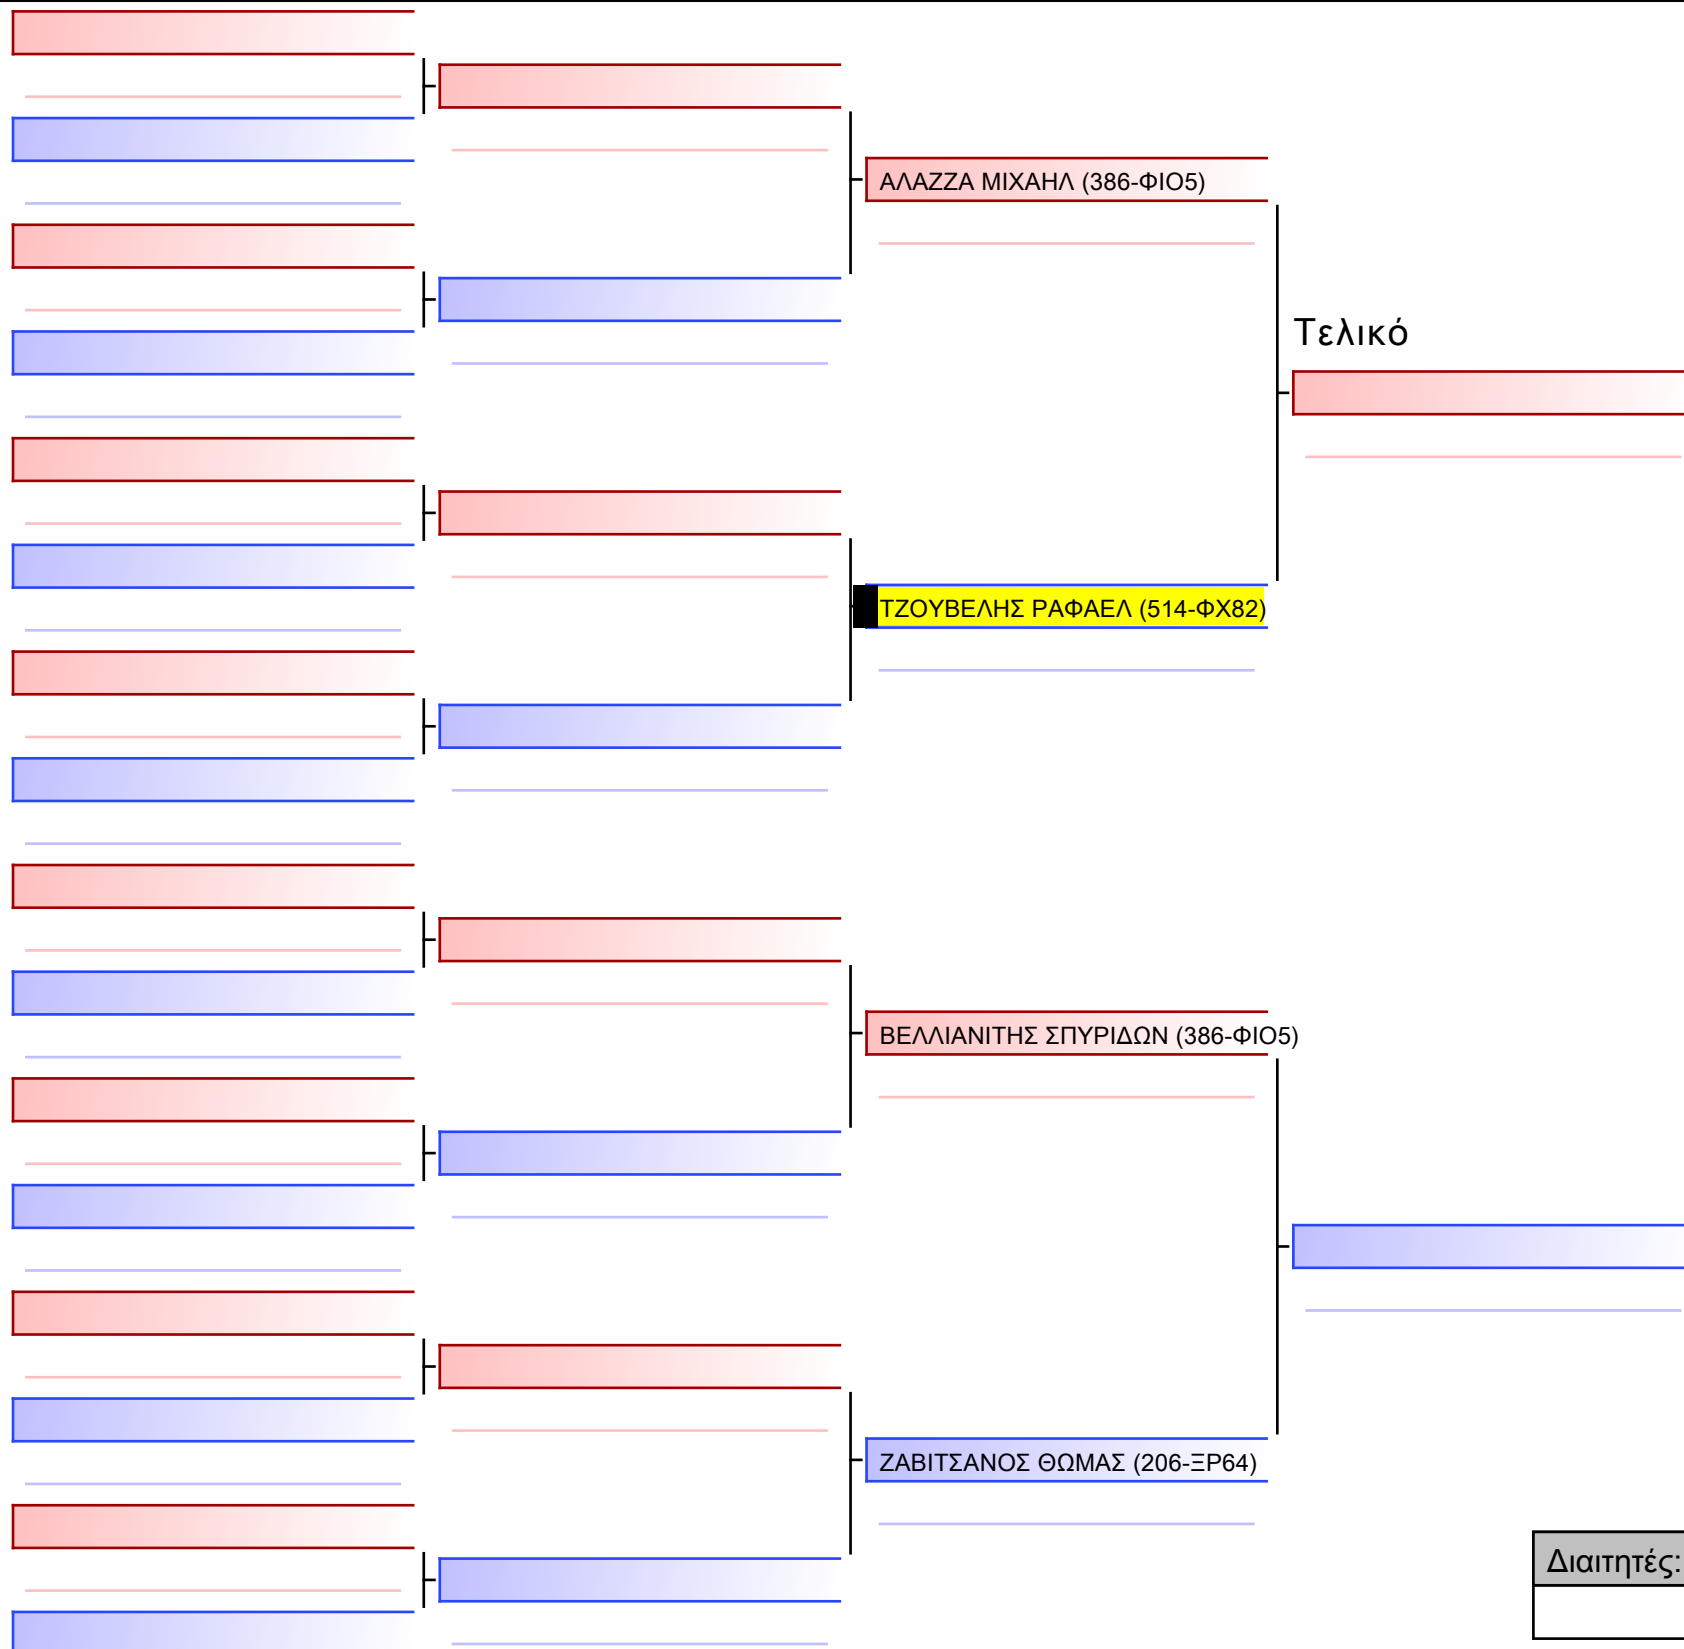 ΑΛΑΖΖΑ ΜΙΧΑΗΛ (386-ΦΙΟ5)
Τελικό
ΤΖΟΥΒΕΛΗΣ ΡΑΦΑΕΛ (514-ΦΧ82)
ΒΕΛΛΙΑΝΙΤΗΣ ΣΠΥΡΙΔΩΝ (386-ΦΙΟ5)
ΖΑΒΙΤΣΑΝΟΣ ΘΩΜΑΣ (206-ΞΡ64)
Διαιτητές: